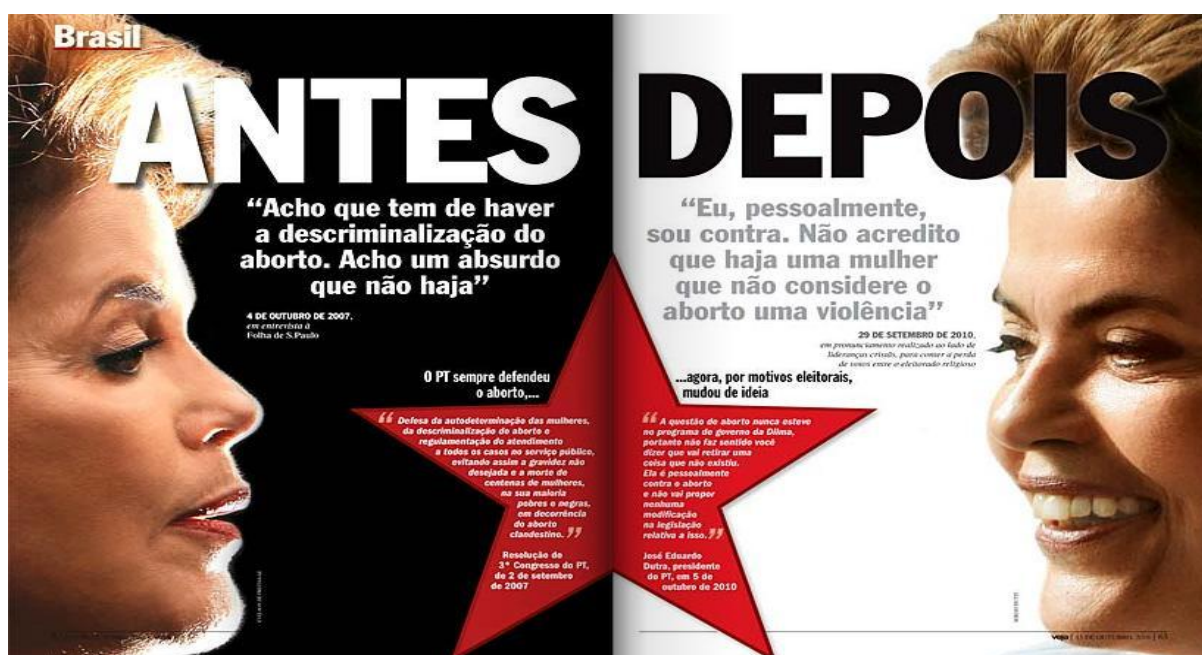 Brasil
ANTES
“Acho que tem de haver
a descriminalização do
aborto. Acho um absurdo
que não haja”
4 DE OUTUBRO DE 2007,
em entrevista à
Folha de S.Paulo
O PT sempre defendeu
o aborto,...
“Defesa da autodeterminação das mulheres,
da descriminalização do aborto e
regulamentação do atendimento
a todos os casos no serviço público,
evitando assim a gravidez não
desejada e a morte de
centenas de mulheres,
na sua maioria
pobres e negras,
em decorrência
do aborto
clandestino.”
Resolução do
3° Congresso do PT,
de 2 de setembro
de 2007
DEPOIS
“Eu, pessoalmente,
sou contra. Não acredito
que haja uma mulher
que não considere o
aborto uma violência”
29 DE SETEMBRO DE 2010,
em pronunciamento realizado ao lado de
lideranças cristãs, para conter a perda
de votos entre o eleitorado religioso
...agora, por motivos eleitorais,
mudou de ideia
“A questão do aborto nunca esteve
no programa de governo da Dilma,
portanto não faz sentido você
dizer que vai retirar uma
coisa que não existiu.
Ela é pessoalmente
contra o aborto
e não vai propor
nenhuma
modificação
na legislação
relativa a isso.”
José Eduardo
Dutra, presidente
do PT, em 5 de
outubro de 2010
veja | 13 DE OUTUBRO, 2010 |